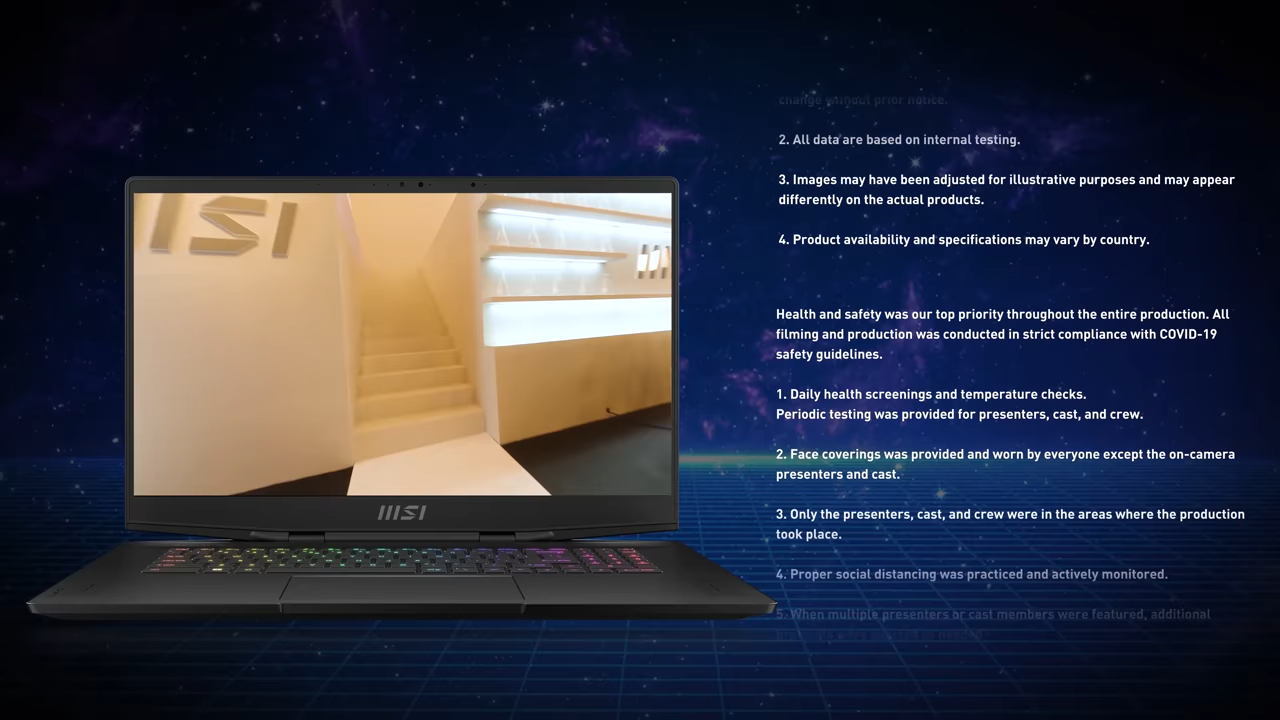 MSI
MSI
change without prior notice.
2. All data are based on internal testing.
3. Images may have been adjusted for illustrative purposes and may appear
differently on the actual products.
4. Product availability and specifications may vary by country.
Health and safety was our top priority throughout the entire production. All
filming and production was conducted in strict compliance with COVID-19
safety guidelines.
1. Daily health screenings and temperature checks.
Periodic testing was provided for presenters, cast, and crew.
2. Face coverings was provided and worn by everyone except the on-camera
presenters and cast.
3. Only the presenters, cast, and crew were in the areas where the production
took place.
4. Proper social distancing was practiced and actively monitored.
5. When multiple presenters or cast members were featured, additional